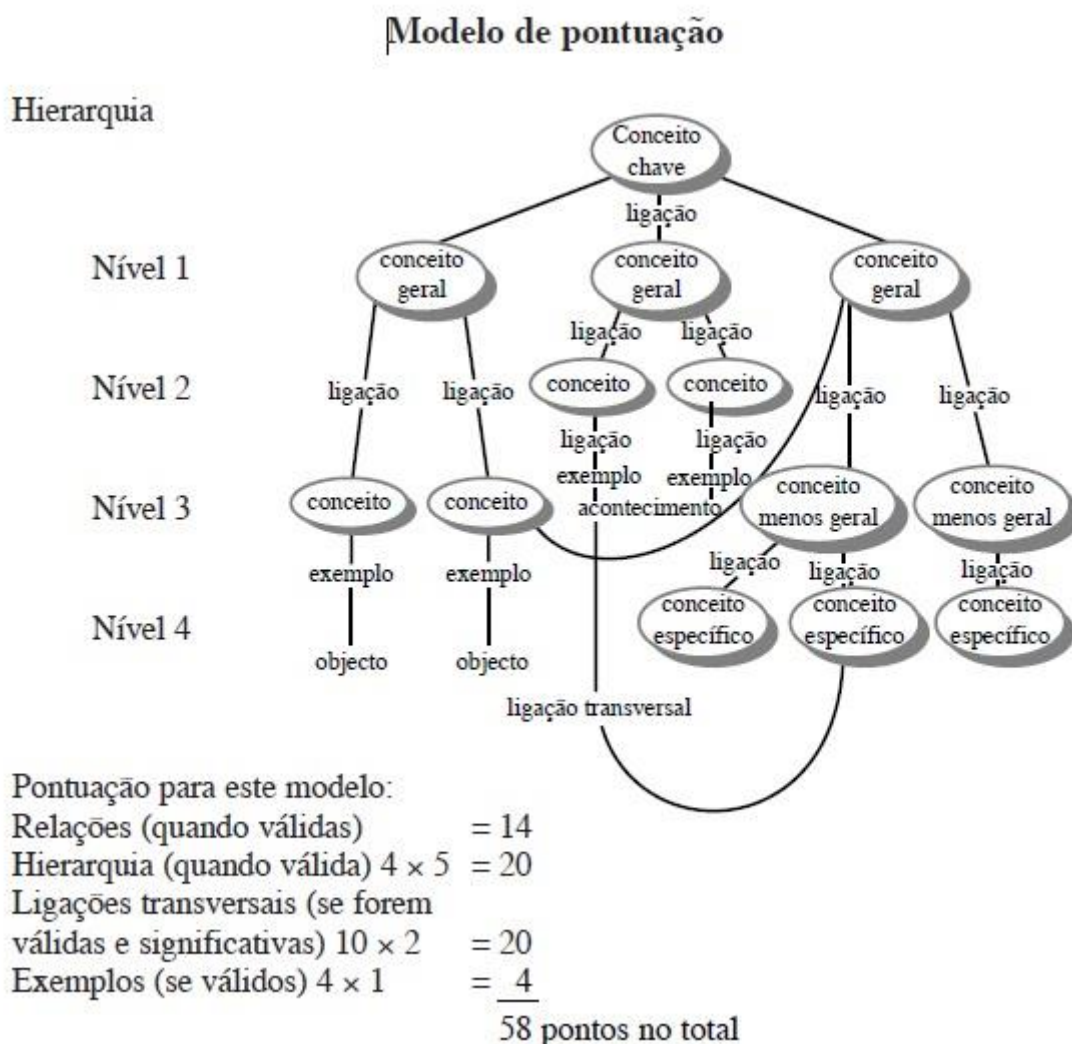 Modelo de pontuação
Hierarquia
Conceito
chave
ligação
Nível 1
conceito
geral
conceito
geral
conceito
geral
ligação
ligação
Nível 2
ligação
ligação
conceito
conceito
ligação
ligação
ligação
ligação
exemplo
exemplo
acontecimento
Nível 3
conceito
conceito
conceito
menos geral
conceito
menos geral
exemplo
exemplo
ligação
ligação
ligação
Nível 4
conceito
específico
conceito
específico
conceito
específico
objecto
objecto
ligação transversal
Pontuação para este modelo:
Relações (quando válidas) = 14
Hierarquia (quando válida) 4 × 5 = 20
Ligações transversais (se forem
válidas e significativas) 10 × 2 = 20
Exemplos (se válidos) 4 × 1 = 4
58 pontos no total